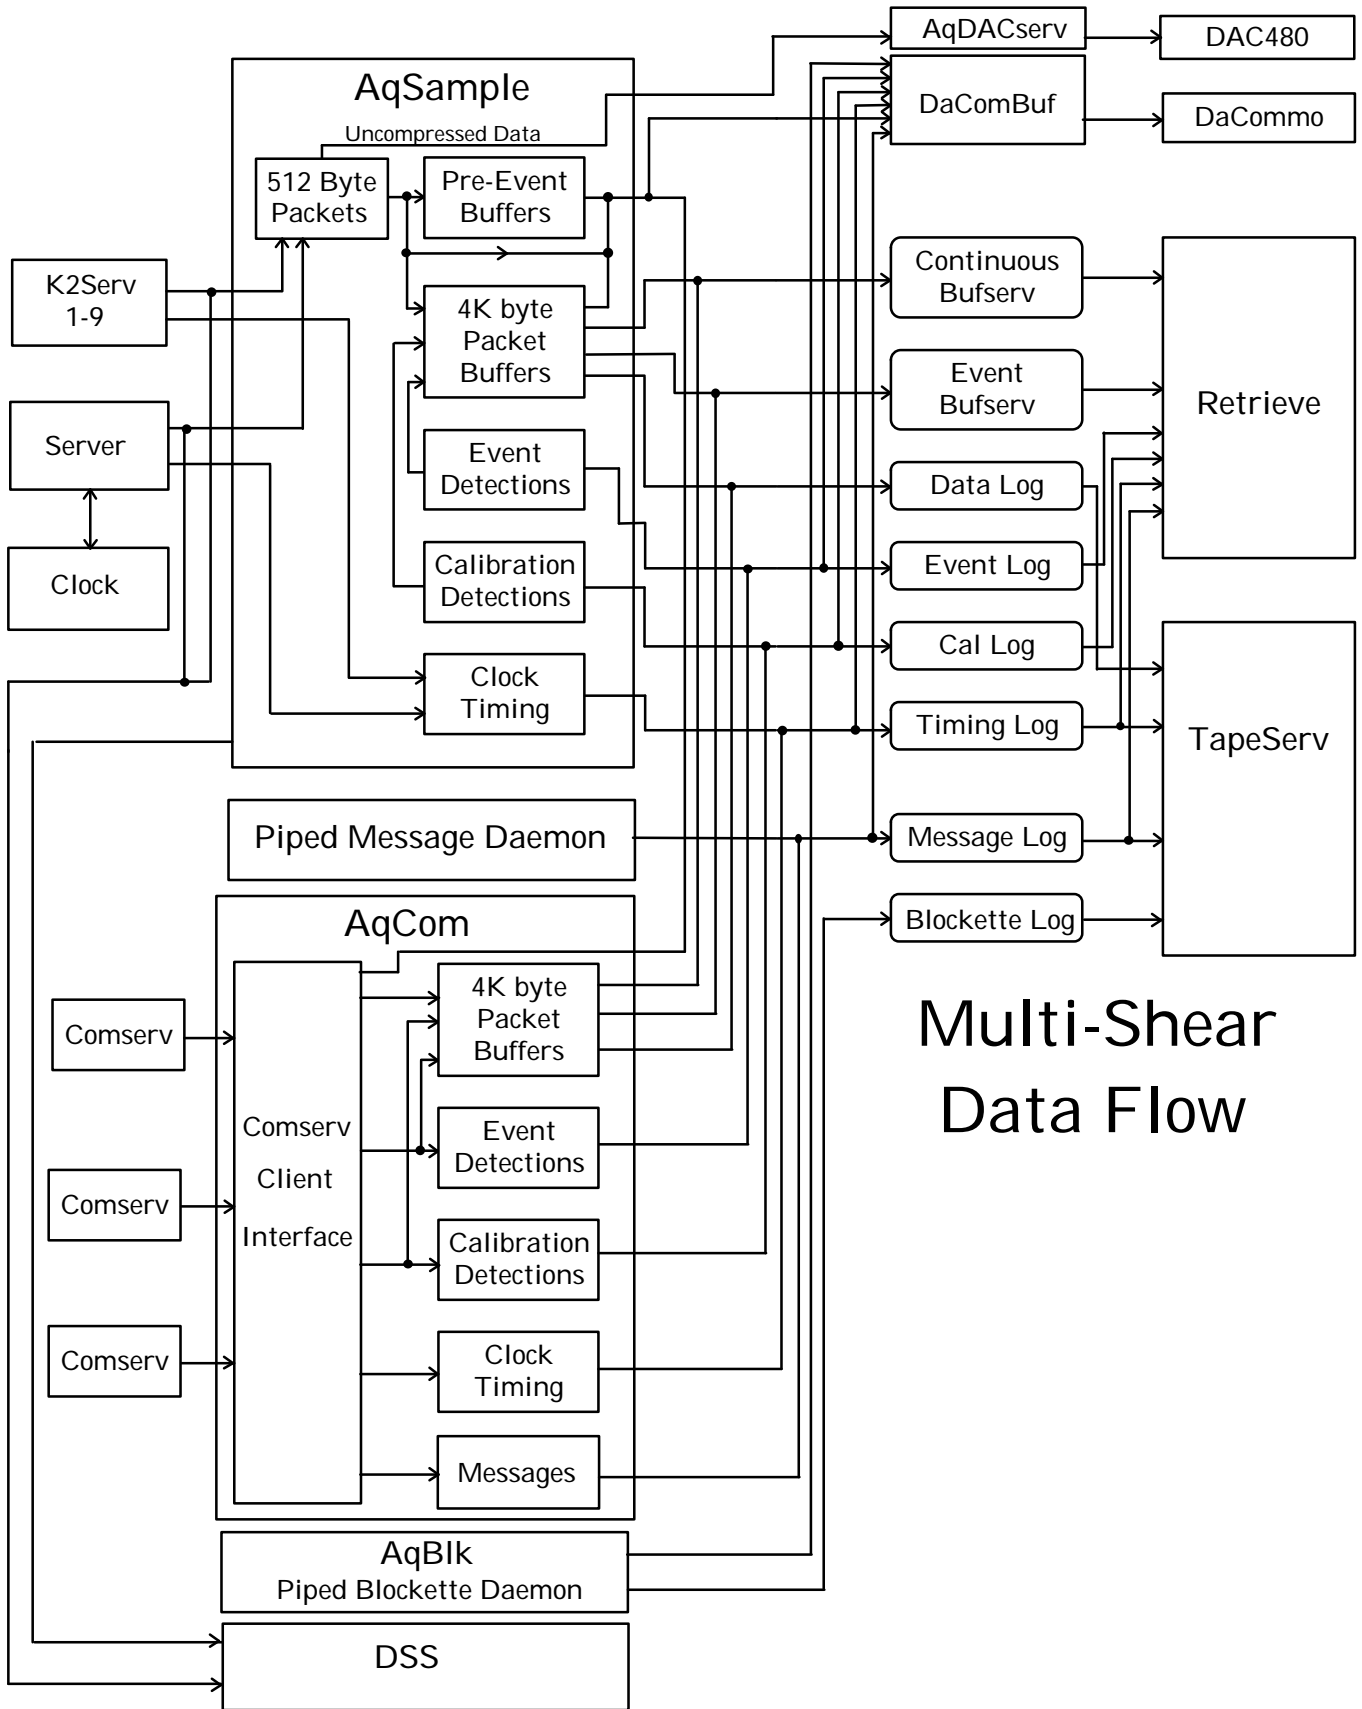 AqDACserv
DAC480
AqSample
DaComBuf
DaCommo
Uncompressed Data
512 Byte
Packets
Pre-Event
Buffers
K2Serv
1-9
4K byte
Packet
Buffers
Continuous
Bufserv
Event
Bufserv
Retrieve
Server
Event
Detections
Data Log
Clock
Calibration
Detections
Event Log
Cal Log
Clock
Timing
Timing Log
TapeServ
Piped Message Daemon
Message Log
AqCom
Blockette Log
Comserv
4K byte
Packet
Buffers
Multi-Shear
Data Flow
Comserv
Client
Interface
Event
Detections
Comserv
Calibration
Detections
Comserv
Clock
Timing
Messages
AqBlk
Piped Blockette Daemon
DSS